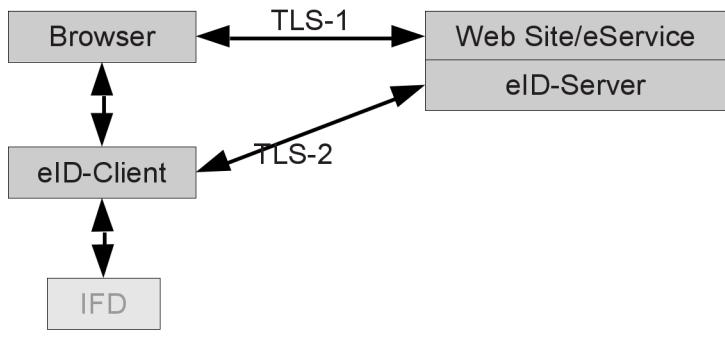 Browser
TLS-1
Web Site/eService
eID-Server
eID-Client
TLS-2
IFD